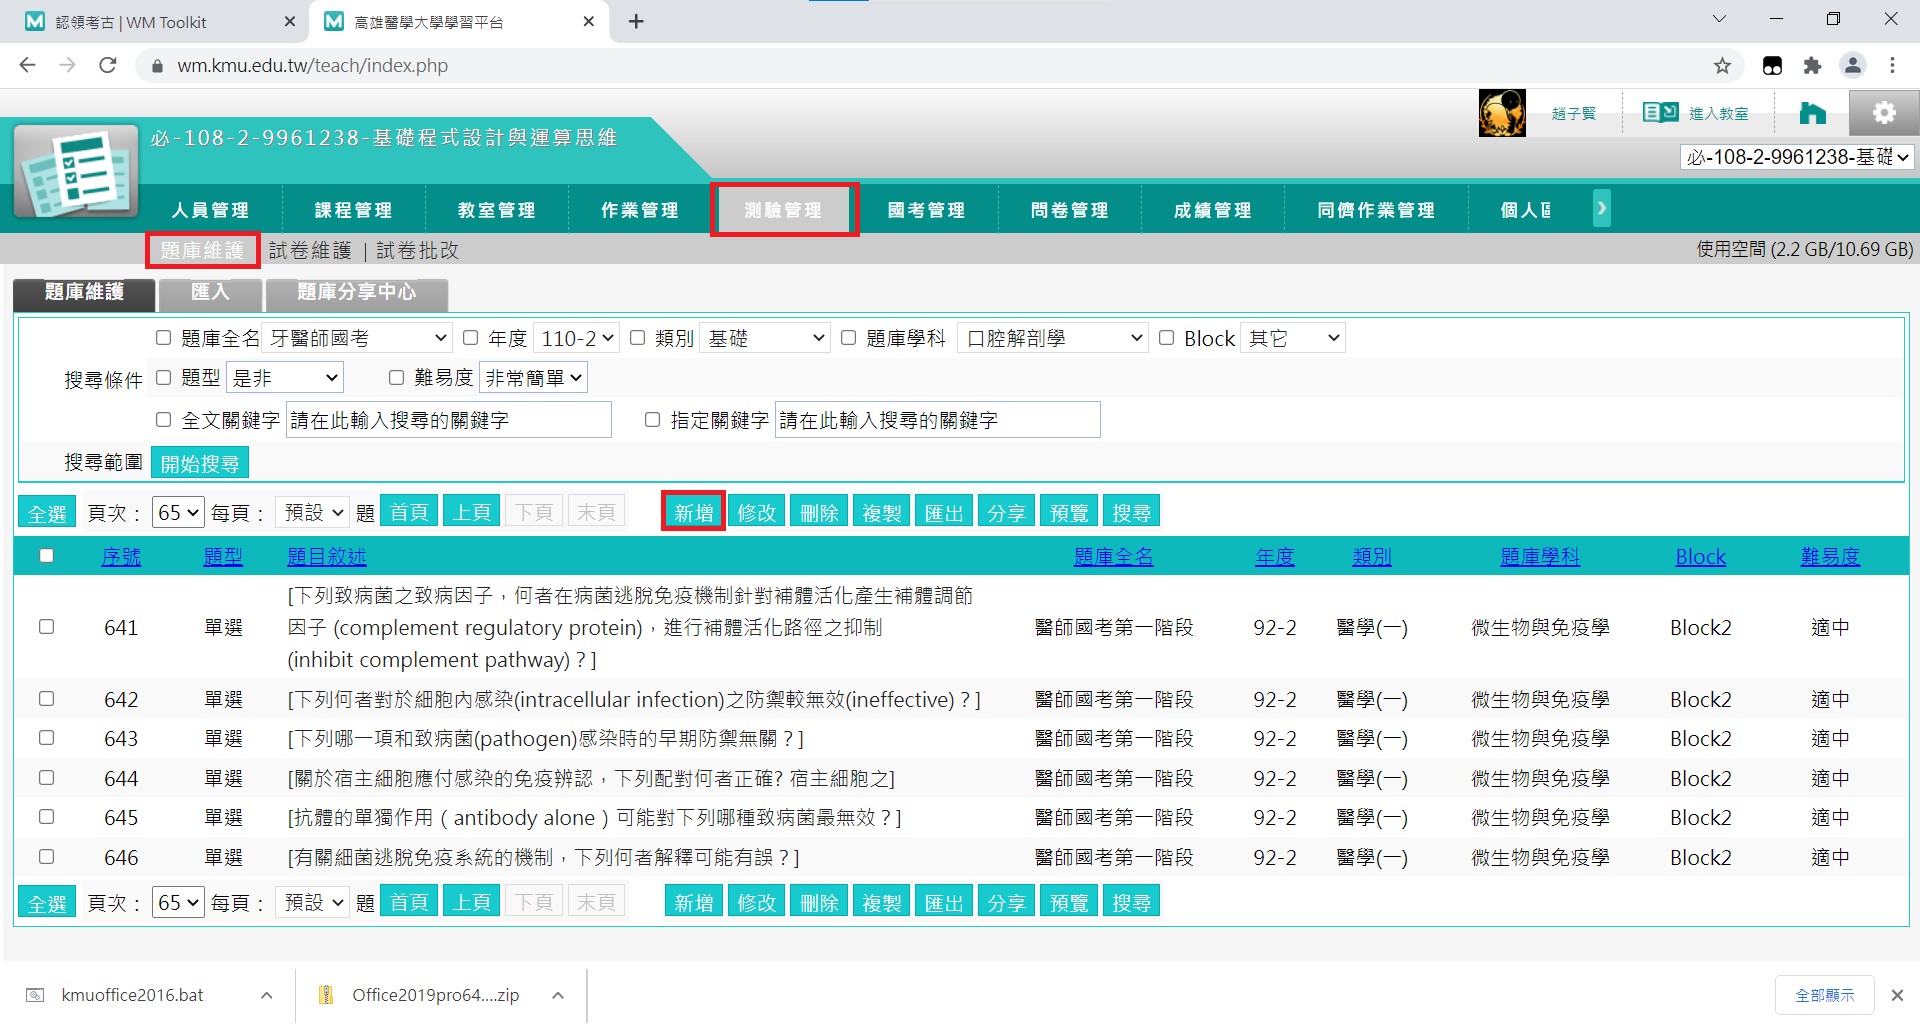 認領考古 | WM Toolkit
高雄醫學大學學習平台
wm.kmu.edu.tw/teach/index.php
趙子賢
進入教室
必-108-2-9961238-基礎程式設計與運算思維
必-108-2-9961238-基礎
人員管理 課程管理 教室管理 作業管理 測驗管理 國考管理 問卷管理 成績管理 同儕作業管理 個人
題庫維護 試卷維護 | 試卷批改
使用空間 (2.2 GB/10.69 GB)
題庫維護 匯入 題庫分享中心
題庫全名 牙醫師國考 年度 110-2 類別 基礎 題庫學科 口腔解剖學 Block 其它
搜尋條件 題型 是非 難易度 非常簡單
全文關鍵字 請在此輸入搜尋的關鍵字 指定關鍵字 請在此輸入搜尋的關鍵字
搜尋範圍 開始搜尋
全選 頁次： 65 每頁： 預設 題 首頁 上頁 下頁 末頁 新增 修改 刪除 複製 匯出 分享 預覽 搜尋
序號 題型 題目敘述 題庫全名 年度 類別 題庫學科 Block 難易度
[下列致病菌之致病因子，何者在病菌逃脫免疫機制針對補體活化產生補體調節
641 單選 因子 (complement regulatory protein)，進行補體活化路徑之抑制 醫師國考第一階段 92-2 醫學(一) 微生物與免疫學 Block2 適中
(inhibit complement pathway)？]
642 單選 [下列何者對於細胞內感染(intracellular infection)之防禦較無效(ineffective)？] 醫師國考第一階段 92-2 醫學(一) 微生物與免疫學 Block2 適中
643 單選 [下列哪一項和致病菌(pathogen)感染時的早期防禦無關？] 醫師國考第一階段 92-2 醫學(一) 微生物與免疫學 Block2 適中
644 單選 [關於宿主細胞應付感染的免疫辨認，下列配對何者正確? 宿主細胞之] 醫師國考第一階段 92-2 醫學(一) 微生物與免疫學 Block2 適中
645 單選 [抗體的單獨作用（antibody alone）可能對下列哪種致病菌最無效？] 醫師國考第一階段 92-2 醫學(一) 微生物與免疫學 Block2 適中
646 單選 [有關細菌逃脫免疫系統的機制，下列何者解釋可能有誤？] 醫師國考第一階段 92-2 醫學(一) 微生物與免疫學 Block2 適中
全選 頁次： 65 每頁： 預設 題 首頁 上頁 下頁 末頁 新增 修改 刪除 複製 匯出 分享 預覽 搜尋
kmuoffice2016.bat
Office2019pro64....zip
全部顯示